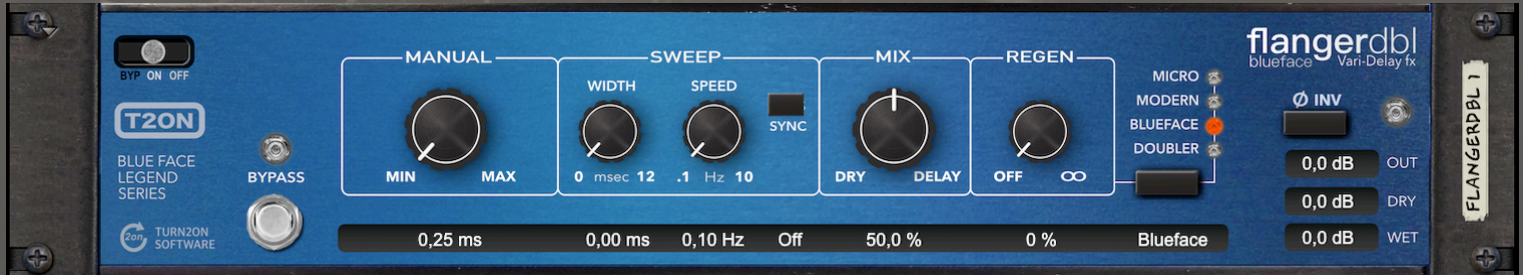 BYP ON OFF
T2ON
BLUE FACE
LEGEND
SERIES
2on
TURN2ON
SOFTWARE
BYPASS
MANUAL
MIN MAX
0,25 ms
SWEEP
WIDTH
0 msec 12
0,00 ms
SPEED
.1 Hz 10
0,10 Hz
SYNC
Off
MIX
DRY DELAY
50,0 %
REGEN
OFF ∞
0 %
MICRO
MODERN
BLUEFACE
DOUBLER
Blueface
flangerdbl
blueface Vari-Delay fx
Ø INV
0,0 dB OUT
0,0 dB DRY
0,0 dB WET
FLANGERDBL 1